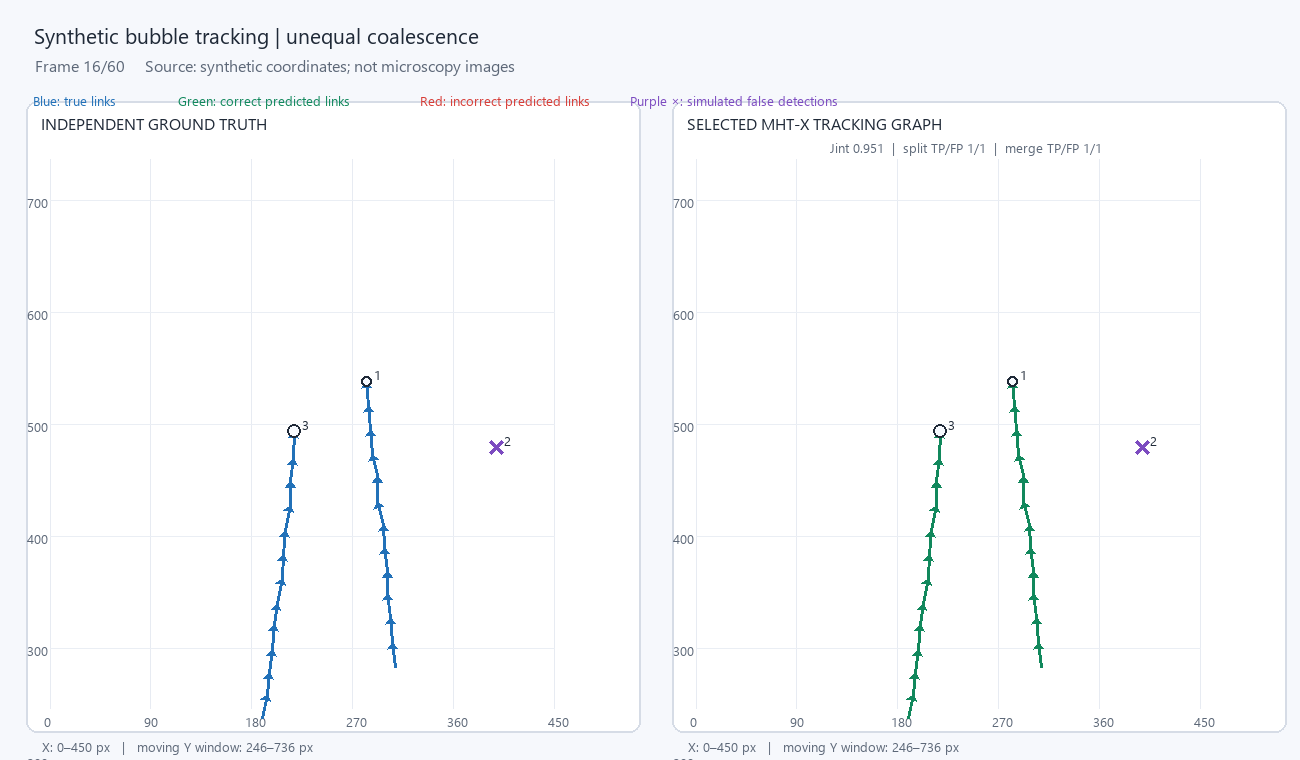 Synthetic bubble tracking | unequal coalescence
Frame 16/60 Source: synthetic coordinates; not microscopy images
Blue: true links Green: correct predicted links Red: incorrect predicted links Purple ×: simulated false detections
INDEPENDENT GROUND TRUTH
700
600
500
400
300
1
3
2
0 90 180 270 360 450
X: 0–450 px | moving Y window: 246–736 px
SELECTED MHT-X TRACKING GRAPH
Jint 0.951 | split TP/FP 1/1 | merge TP/FP 1/1
700
600
500
400
300
1
3
2
0 90 180 270 360 450
X: 0–450 px | moving Y window: 246–736 px